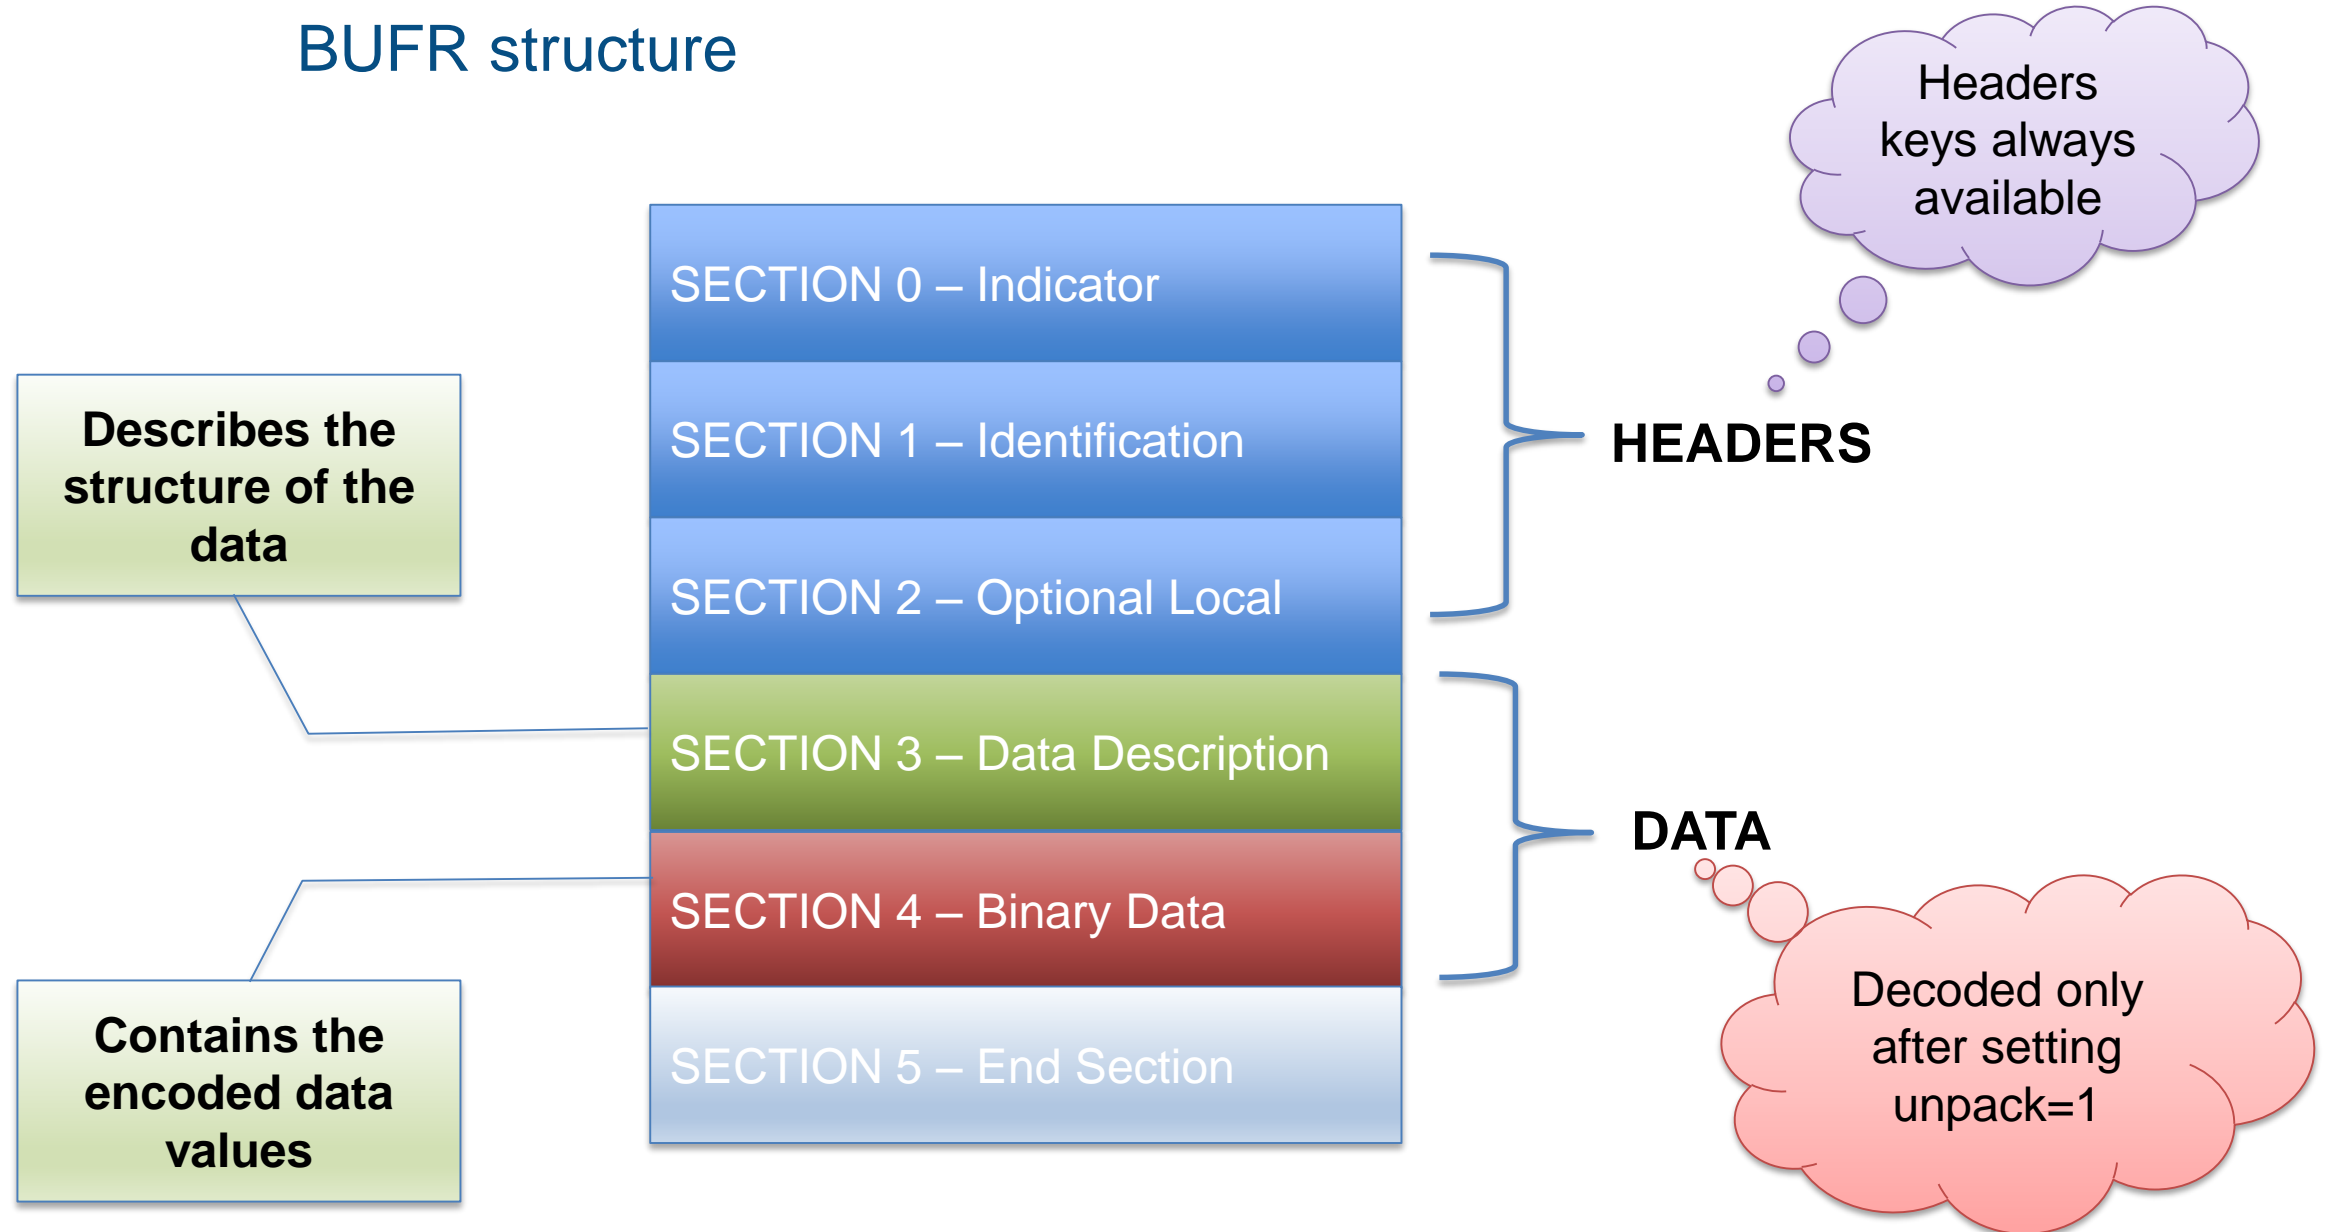 BUFR structure
Headers
keys always
available
SECTION 0 – Indicator
SECTION 1 – Identification
SECTION 2 – Optional Local
SECTION 3 – Data Description
SECTION 4 – Binary Data
SECTION 5 – End Section
HEADERS
DATA
Describes the
structure of the
data
Contains the
encoded data
values
Decoded only
after setting
unpack=1